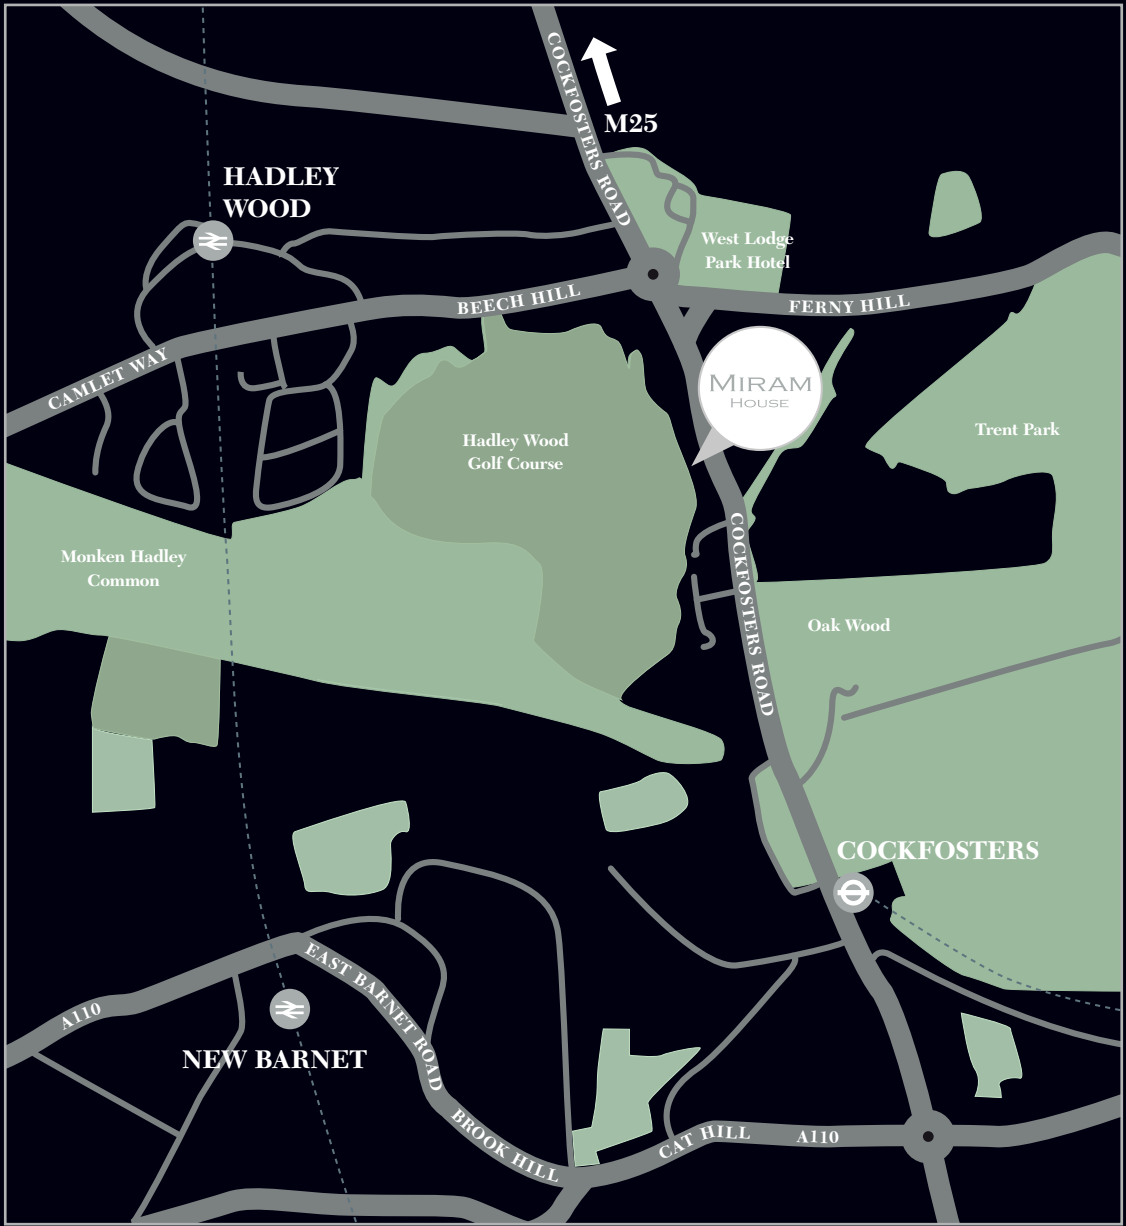 COCKFOSTERS ROAD
M25
HADLEY
WOOD
West Lodge
Park Hotel
BEECH HILL
FERNY HILL
CAMLET WAY
MIRAM
HOUSE
Hadley Wood
Golf Course
Trent Park
Monken Hadley
Common
COCKFOSTERS ROAD
Oak Wood
COCKFOSTERS
EAST BARNET ROAD
A110
NEW BARNET
BROOK HILL
CAT HILL
A110